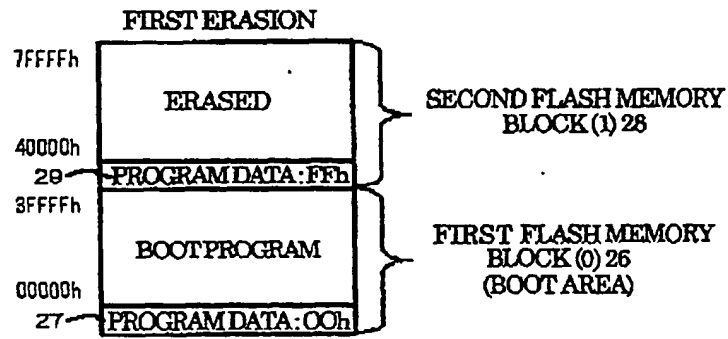 FIRST ERASION
7FFFFh
ERASED
SECOND FLASH MEMORY
BLOCK (1) 28
40000h
29
PROGRAM DATA : FFh
3FFFFh
BOOT PROGRAM
FIRST FLASH MEMORY
BLOCK (0) 26
(BOOT AREA)
00000h
27
PROGRAM DATA : 00h